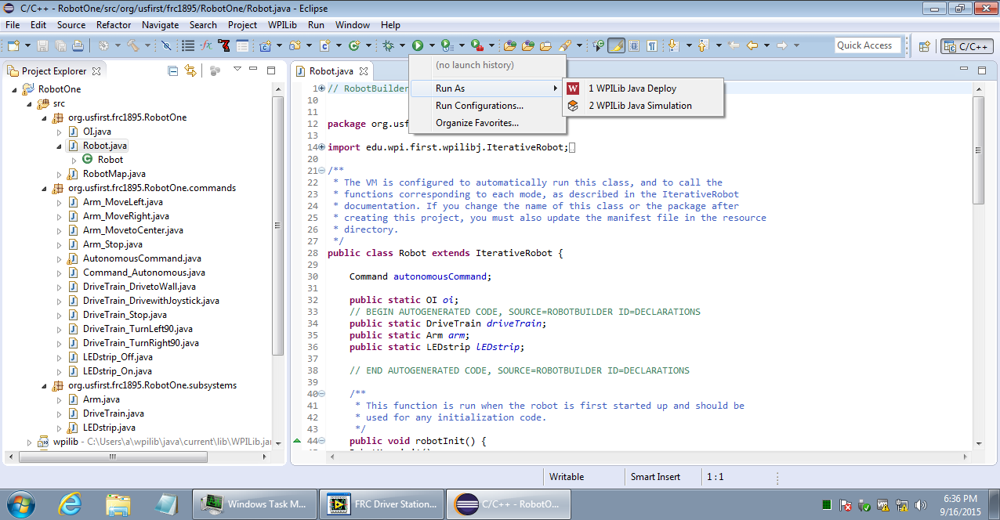 C/C++ - RobotOne/src/org/usfirst/frc1895/RobotOne/Robot.java - Eclipse
File Edit Source Refactor Navigate Search Project WPILib Run Window Help
Quick Access
C/C++
Project Explorer
RobotOne
src
org.usfirst.frc1895.RobotOne
OI.java
Robot.java
Robot
RobotMap.java
org.usfirst.frc1895.RobotOne.commands
Arm_MoveLeft.java
Arm_MoveRight.java
Arm_MovetoCenter.java
Arm_Stop.java
AutonomousCommand.java
Command_Autonomous.java
DriveTrain_DrivetoWall.java
DriveTrain_DrivewithJoystick.java
DriveTrain_Stop.java
DriveTrain_TurnLeft90.java
DriveTrain_TurnRight90.java
LEDstrip_Off.java
LEDstrip_On.java
org.usfirst.frc1895.RobotOne.subsystems
Arm.java
DriveTrain.java
LEDstrip.java
wpilib - C:\Users\a\wpilib\java\current\lib\WPILib.jar
Robot.java
(no launch history)
Run As
Run Configurations...
Organize Favorites...
1 WPILib Java Deploy
2 WPILib Java Simulation
1 // RobotBuilder
10
11
12 package org.usf
13
14 import edu.wpi.first.wpilibj.IterativeRobot;
20
21 /**
22 * The VM is configured to automatically run this class, and to call the
23 * functions corresponding to each mode, as described in the IterativeRobot
24 * documentation. If you change the name of this class or the package after
25 * creating this project, you must also update the manifest file in the resource
26 * directory.
27 */
28 public class Robot extends IterativeRobot {
29
30 Command autonomousCommand;
31
32 public static OI oi;
33 // BEGIN AUTOGENERATED CODE, SOURCE=ROBOTBUILDER ID=DECLARATIONS
34 public static DriveTrain driveTrain;
35 public static Arm arm;
36 public static LEDstrip lEDstrip;
37
38 // END AUTOGENERATED CODE, SOURCE=ROBOTBUILDER ID=DECLARATIONS
39
40 /**
41 * This function is run when the robot is first started up and should be
42 * used for any initialization code.
43 */
44 public void robotInit() {
Writable
Smart Insert
1 : 1
Windows Task M...
FRC Driver Station...
C/C++ - RobotO...
6:36 PM
9/16/2015